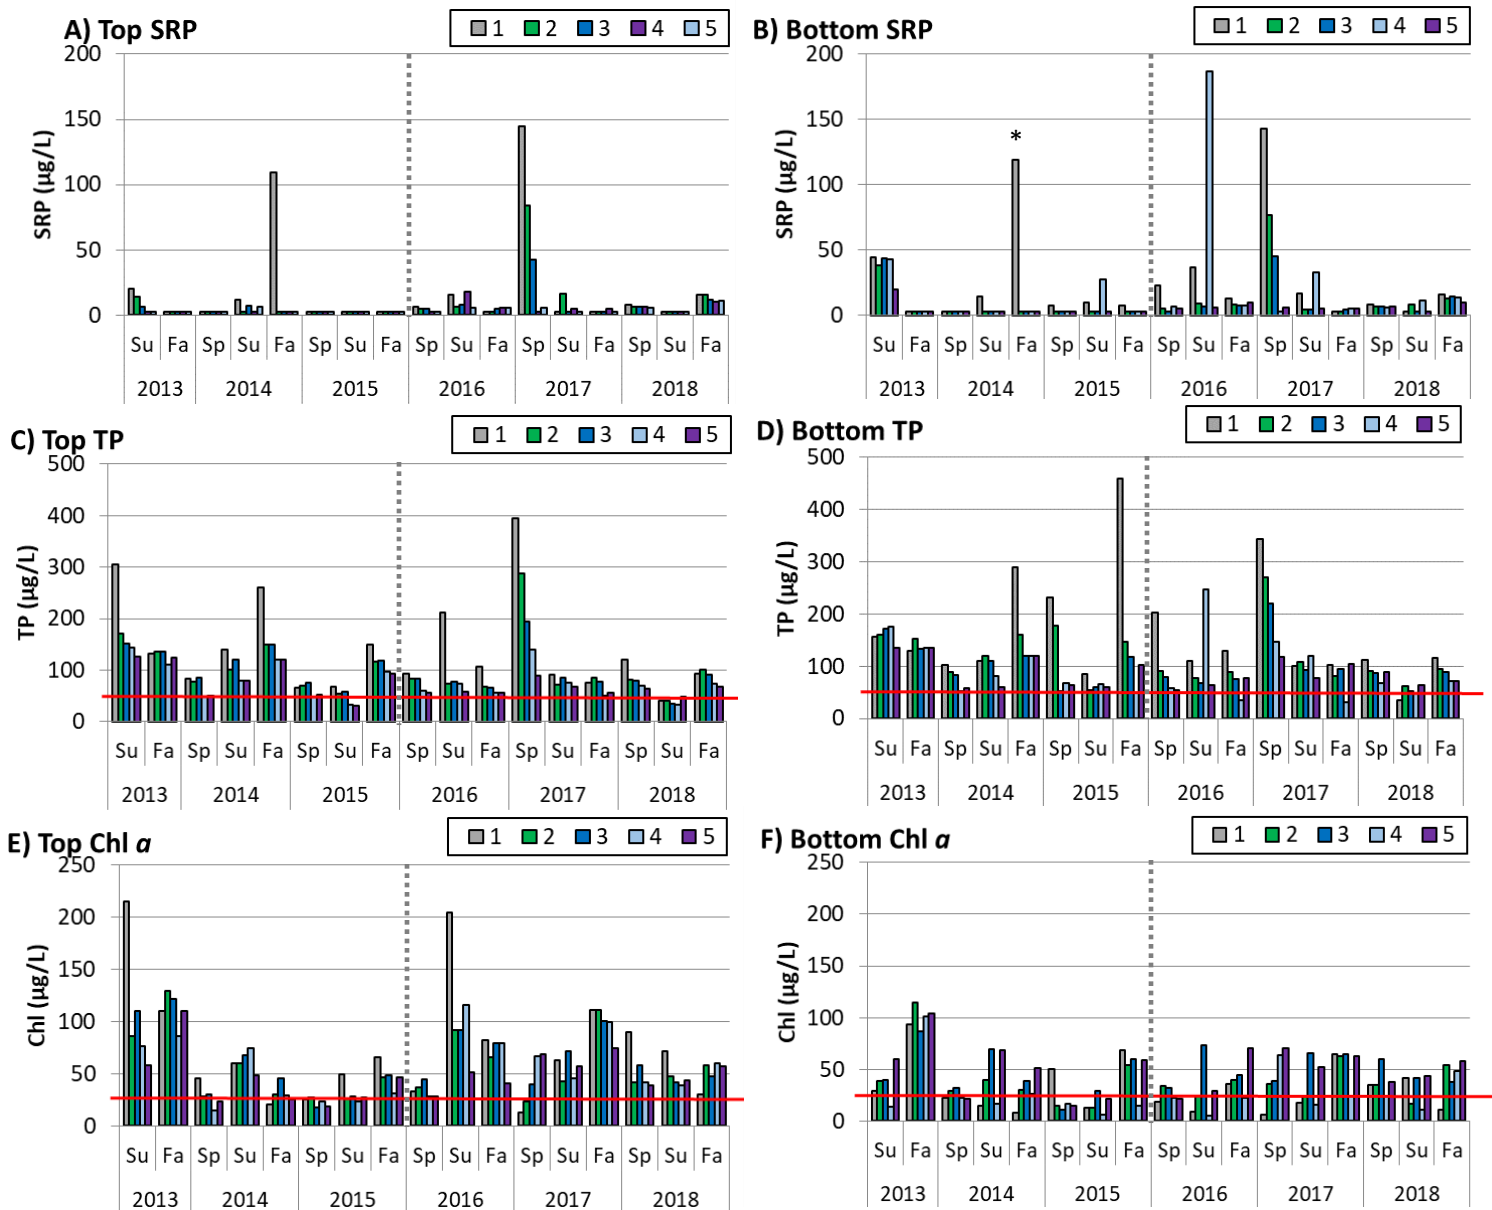 A) Top SRP
1 2 3 4 5
200
150
100
50
0
SRP (µg/L)
Su Fa Sp Su Fa Sp Su Fa Sp Su Fa Sp Su Fa Sp Su Fa
2013 2014 2015 2016 2017 2018
B) Bottom SRP
1 2 3 4 5
200
150
100
50
0
SRP (µg/L)
*
Su Fa Sp Su Fa Sp Su Fa Sp Su Fa Sp Su Fa Sp Su Fa
2013 2014 2015 2016 2017 2018
C) Top TP
1 2 3 4 5
500
400
300
200
100
0
TP (µg/L)
Su Fa Sp Su Fa Sp Su Fa Sp Su Fa Sp Su Fa Sp Su Fa
2013 2014 2015 2016 2017 2018
D) Bottom TP
1 2 3 4 5
500
400
300
200
100
0
TP (µg/L)
Su Fa Sp Su Fa Sp Su Fa Sp Su Fa Sp Su Fa Sp Su Fa
2013 2014 2015 2016 2017 2018
E) Top Chl a
1 2 3 4 5
250
200
150
100
50
0
Chl (µg/L)
Su Fa Sp Su Fa Sp Su Fa Sp Su Fa Sp Su Fa Sp Su Fa
2013 2014 2015 2016 2017 2018
F) Bottom Chl a
1 2 3 4 5
250
200
150
100
50
0
Chl (µg/L)
Su Fa Sp Su Fa Sp Su Fa Sp Su Fa Sp Su Fa Sp Su Fa
2013 2014 2015 2016 2017 2018